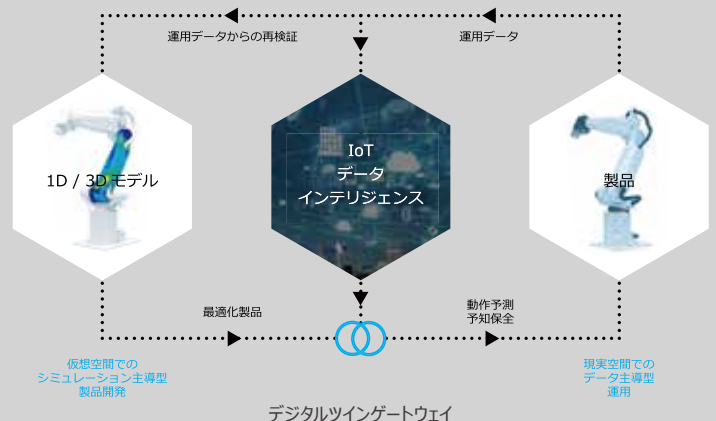 運用データからの再検証
運用データ
1D / 3D モデル
IoT
データ
インテリジェンス
製品
最適化製品
動作予測
予知保全
仮想空間での
シミュレーション主導型
製品開発
現実空間での
データ主導型
運用
デジタルツインゲートウェイ